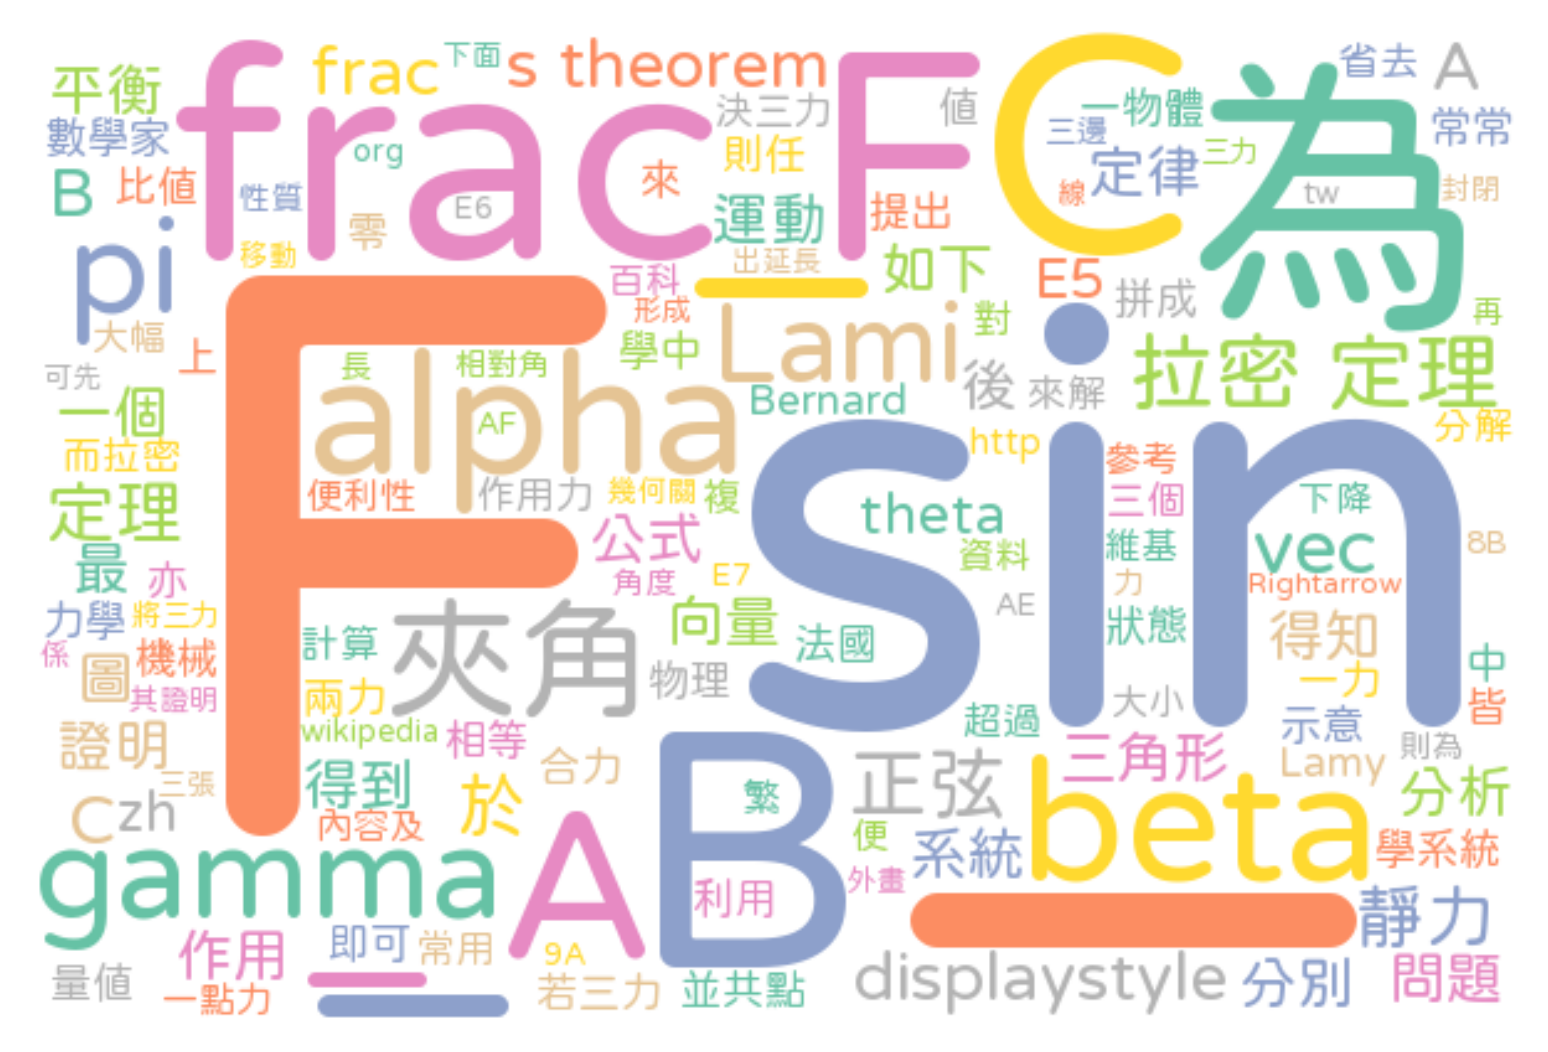 frac
下面
s theorem
C
為
省去
A
平衡
frac
F
決三力
值
一物體
三邊
常常
數學家
org
則任
定律
三力
B
比值
性質
E6
零
來
運動
提出
線
tw
封閉
pi
移動
出延長
如下
百科
E5
拼成
再
大幅
上
形成
Lami
對
F
長
相對角
學中
拉密 定理
可先
alpha
Bernard
後
來解
一個
AF
http
分解
而拉密
sin
參考
定理
便利性
作用力
幾何關
複
theta
三個
下降
公式
資料
維基
vec
8B
最
亦
角度
E7
力
Rightarrow
力學
將三力
夾角
向量
AE
狀態
得知
係
機械
計算
法國
中
圖
其證明
兩力
物理
大小
一力
皆
證明
wikipedia
相等
超過
三角形
示意
則為
三張
得到
合力
B
正弦
Lamy
C
zh
於
繁
beta
分析
內容及
A
便
系統
學系統
gamma
利用
外畫
作用
即可
常用
9A
靜力
量值
一點力
若三力
並共點
displaystyle
分別
問題